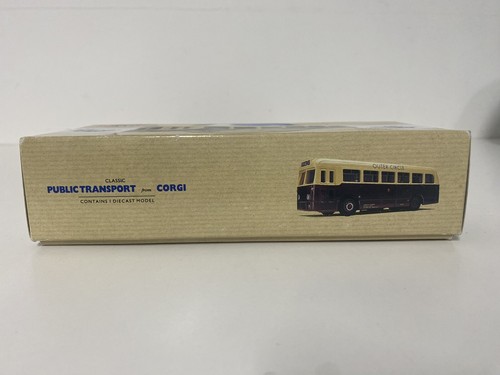 CLASSIC
PUBLIC TRANSPORT from CORGI
CONTAINS 1 DIECAST MODEL
OUTER CIRCLE